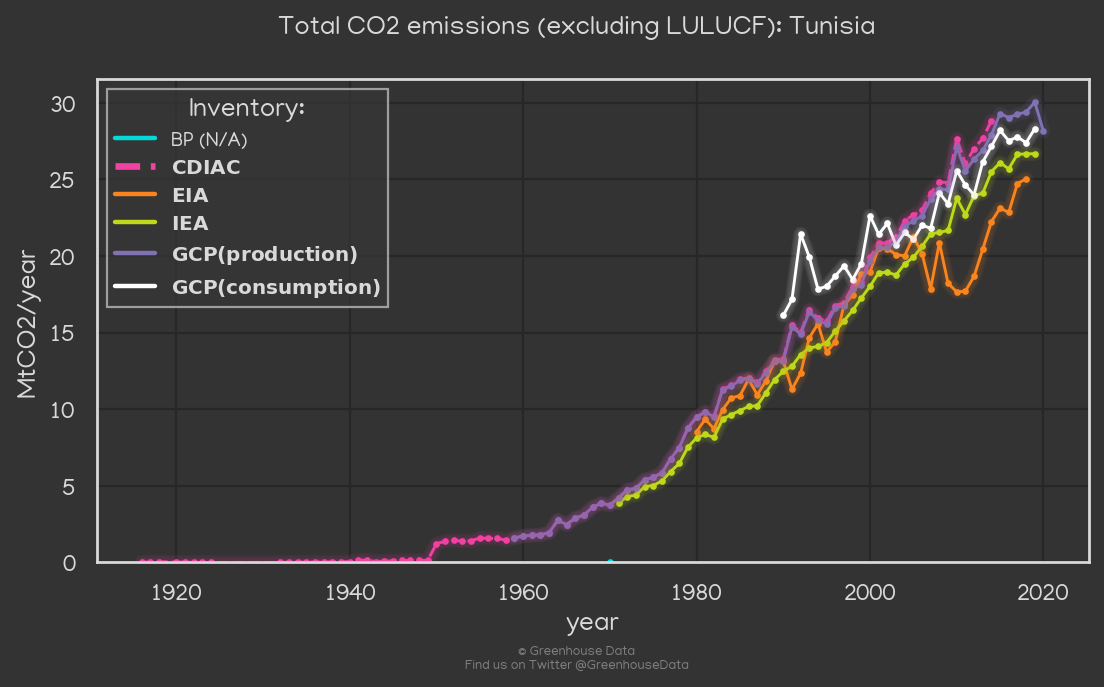 Total CO2 emissions (excluding LULUCF): Tunisia
Inventory:
BP (N/A)
CDIAC
EIA
IEA
GCP(production)
GCP(consumption)
MtCO2/year
30
25
20
15
10
5
0
1920 1940 1960 1980 2000 2020
year
© Greenhouse Data
Find us on Twitter @GreenhouseData